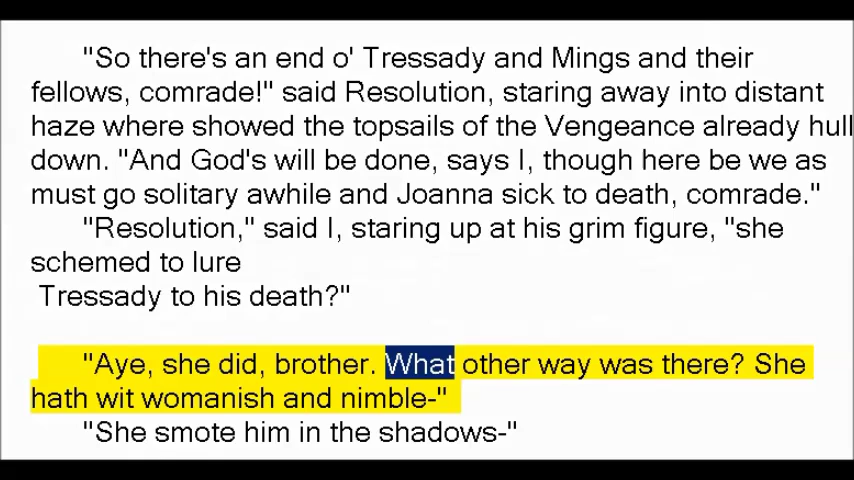 "So there's an end o' Tressady and Mings and their
fellows, comrade!" said Resolution, staring away into distant
haze where showed the topsails of the Vengeance already hull
down. "And God's will be done, says I, though here be we as
must go solitary awhile and Joanna sick to death, comrade."
"Resolution," said I, staring up at his grim figure, "she
schemed to lure
Tressady to his death?"
"Aye, she did, brother. What other way was there? She
hath wit womanish and nimble-"
"She smote him in the shadows-"